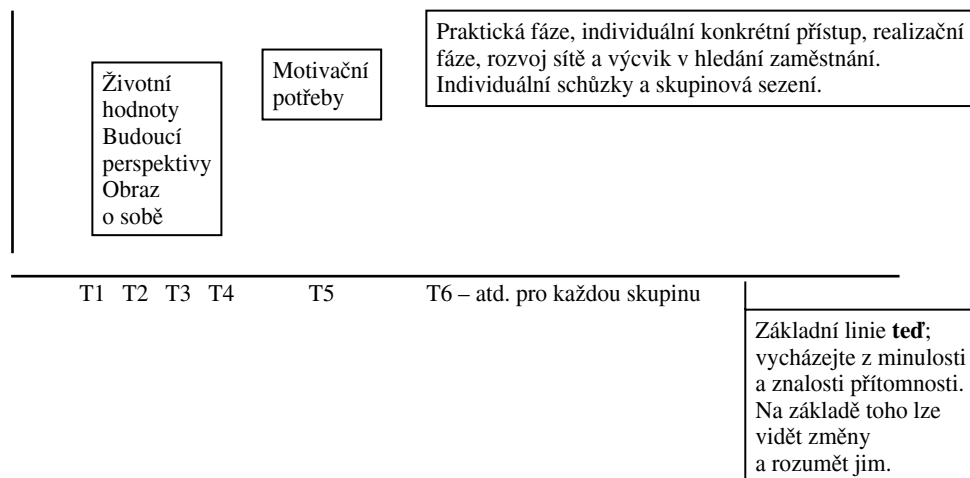 Praktická fáze, individuální konkrétní přístup, realizační
fáze, rozvoj sítě a výcvik v hledání zaměstnání.
Individuální schůzky a skupinová sezení.
Motivační
potřeby
Životní
hodnoty
Budoucí
perspektivy
Obraz
o sobě
T1 T2 T3 T4 T5 T6 – atd. pro každou skupinu
Základní linie teď;
vycházejte z minulosti
a znalosti přítomnosti.
Na základě toho lze
vidět změny
a rozumět jim.